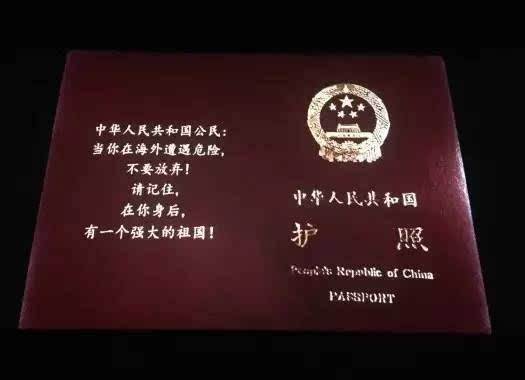 中华人民共和国公民：
当你在海外遭遇危险，
不要放弃！
请记住，
在你身后，
有一个强大的祖国！
中华人民共和国
护照
People's Republic of China
PASSPORT